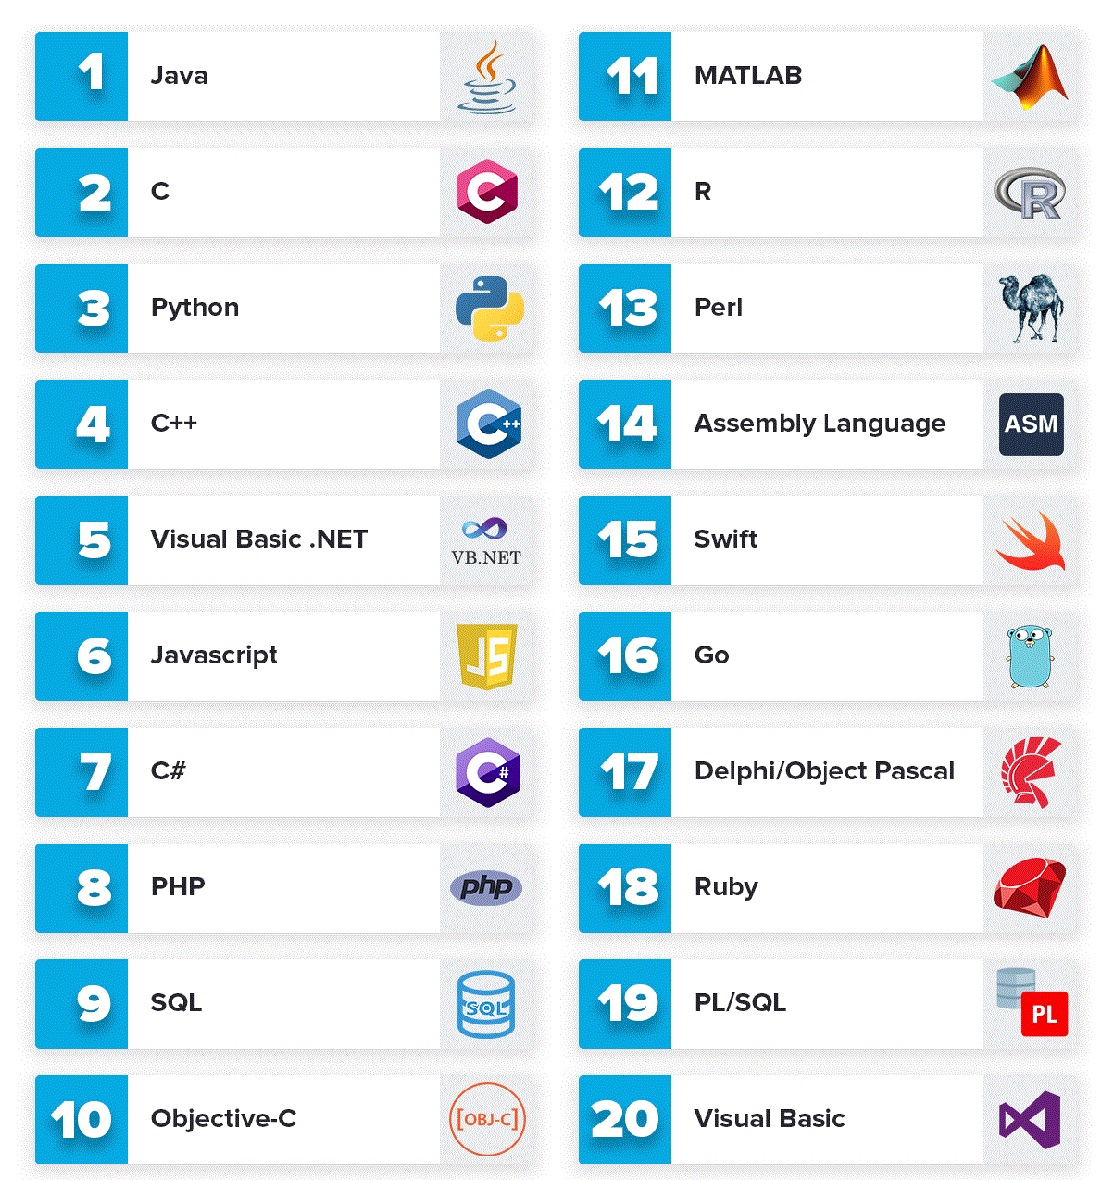 1 Java
2 C
3 Python
4 C++
5 Visual Basic .NET VB.NET
6 Javascript JS
7 C# C#
8 PHP php
9 SQL SQL
10 Objective-C [OBJ-C]
11 MATLAB
12 R R
13 Perl
14 Assembly Language ASM
15 Swift
16 Go
17 Delphi/Object Pascal
18 Ruby
19 PL/SQL PL
20 Visual Basic